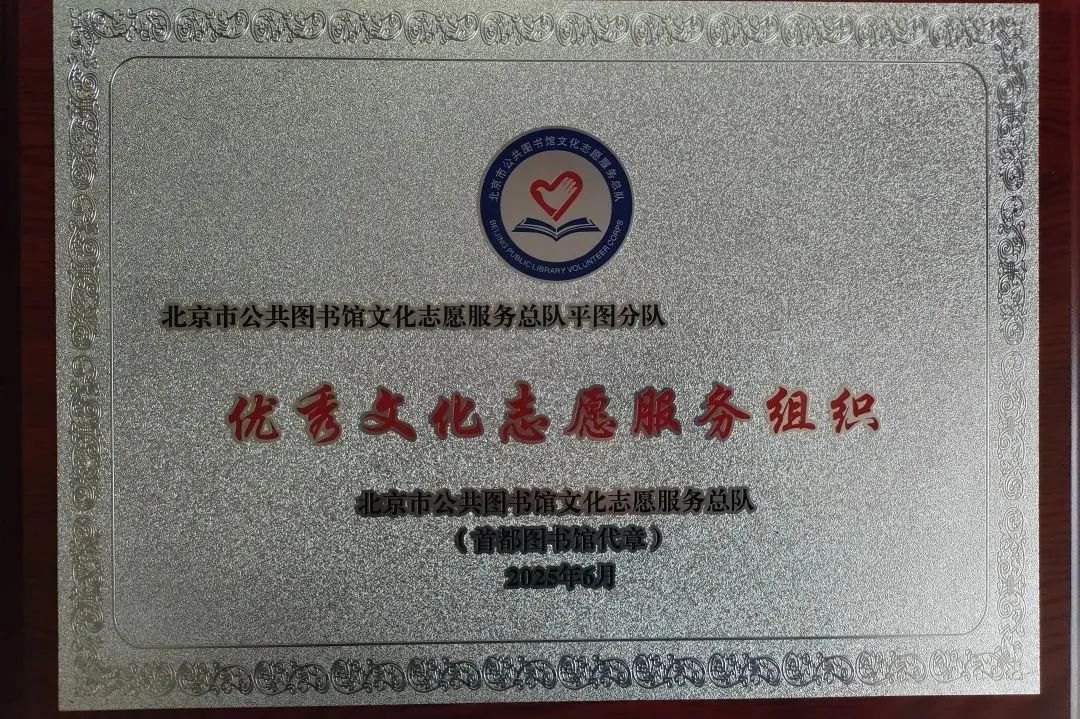 北京市公共图书馆文化志愿服务总队
BEIJING PUBLIC LIBRARY VOLUNTEER CORPS
北京市公共图书馆文化志愿服务总队平图分队
优秀文化志愿服务组织
北京市公共图书馆文化志愿服务总队
（首都图书馆代章）
2025年6月